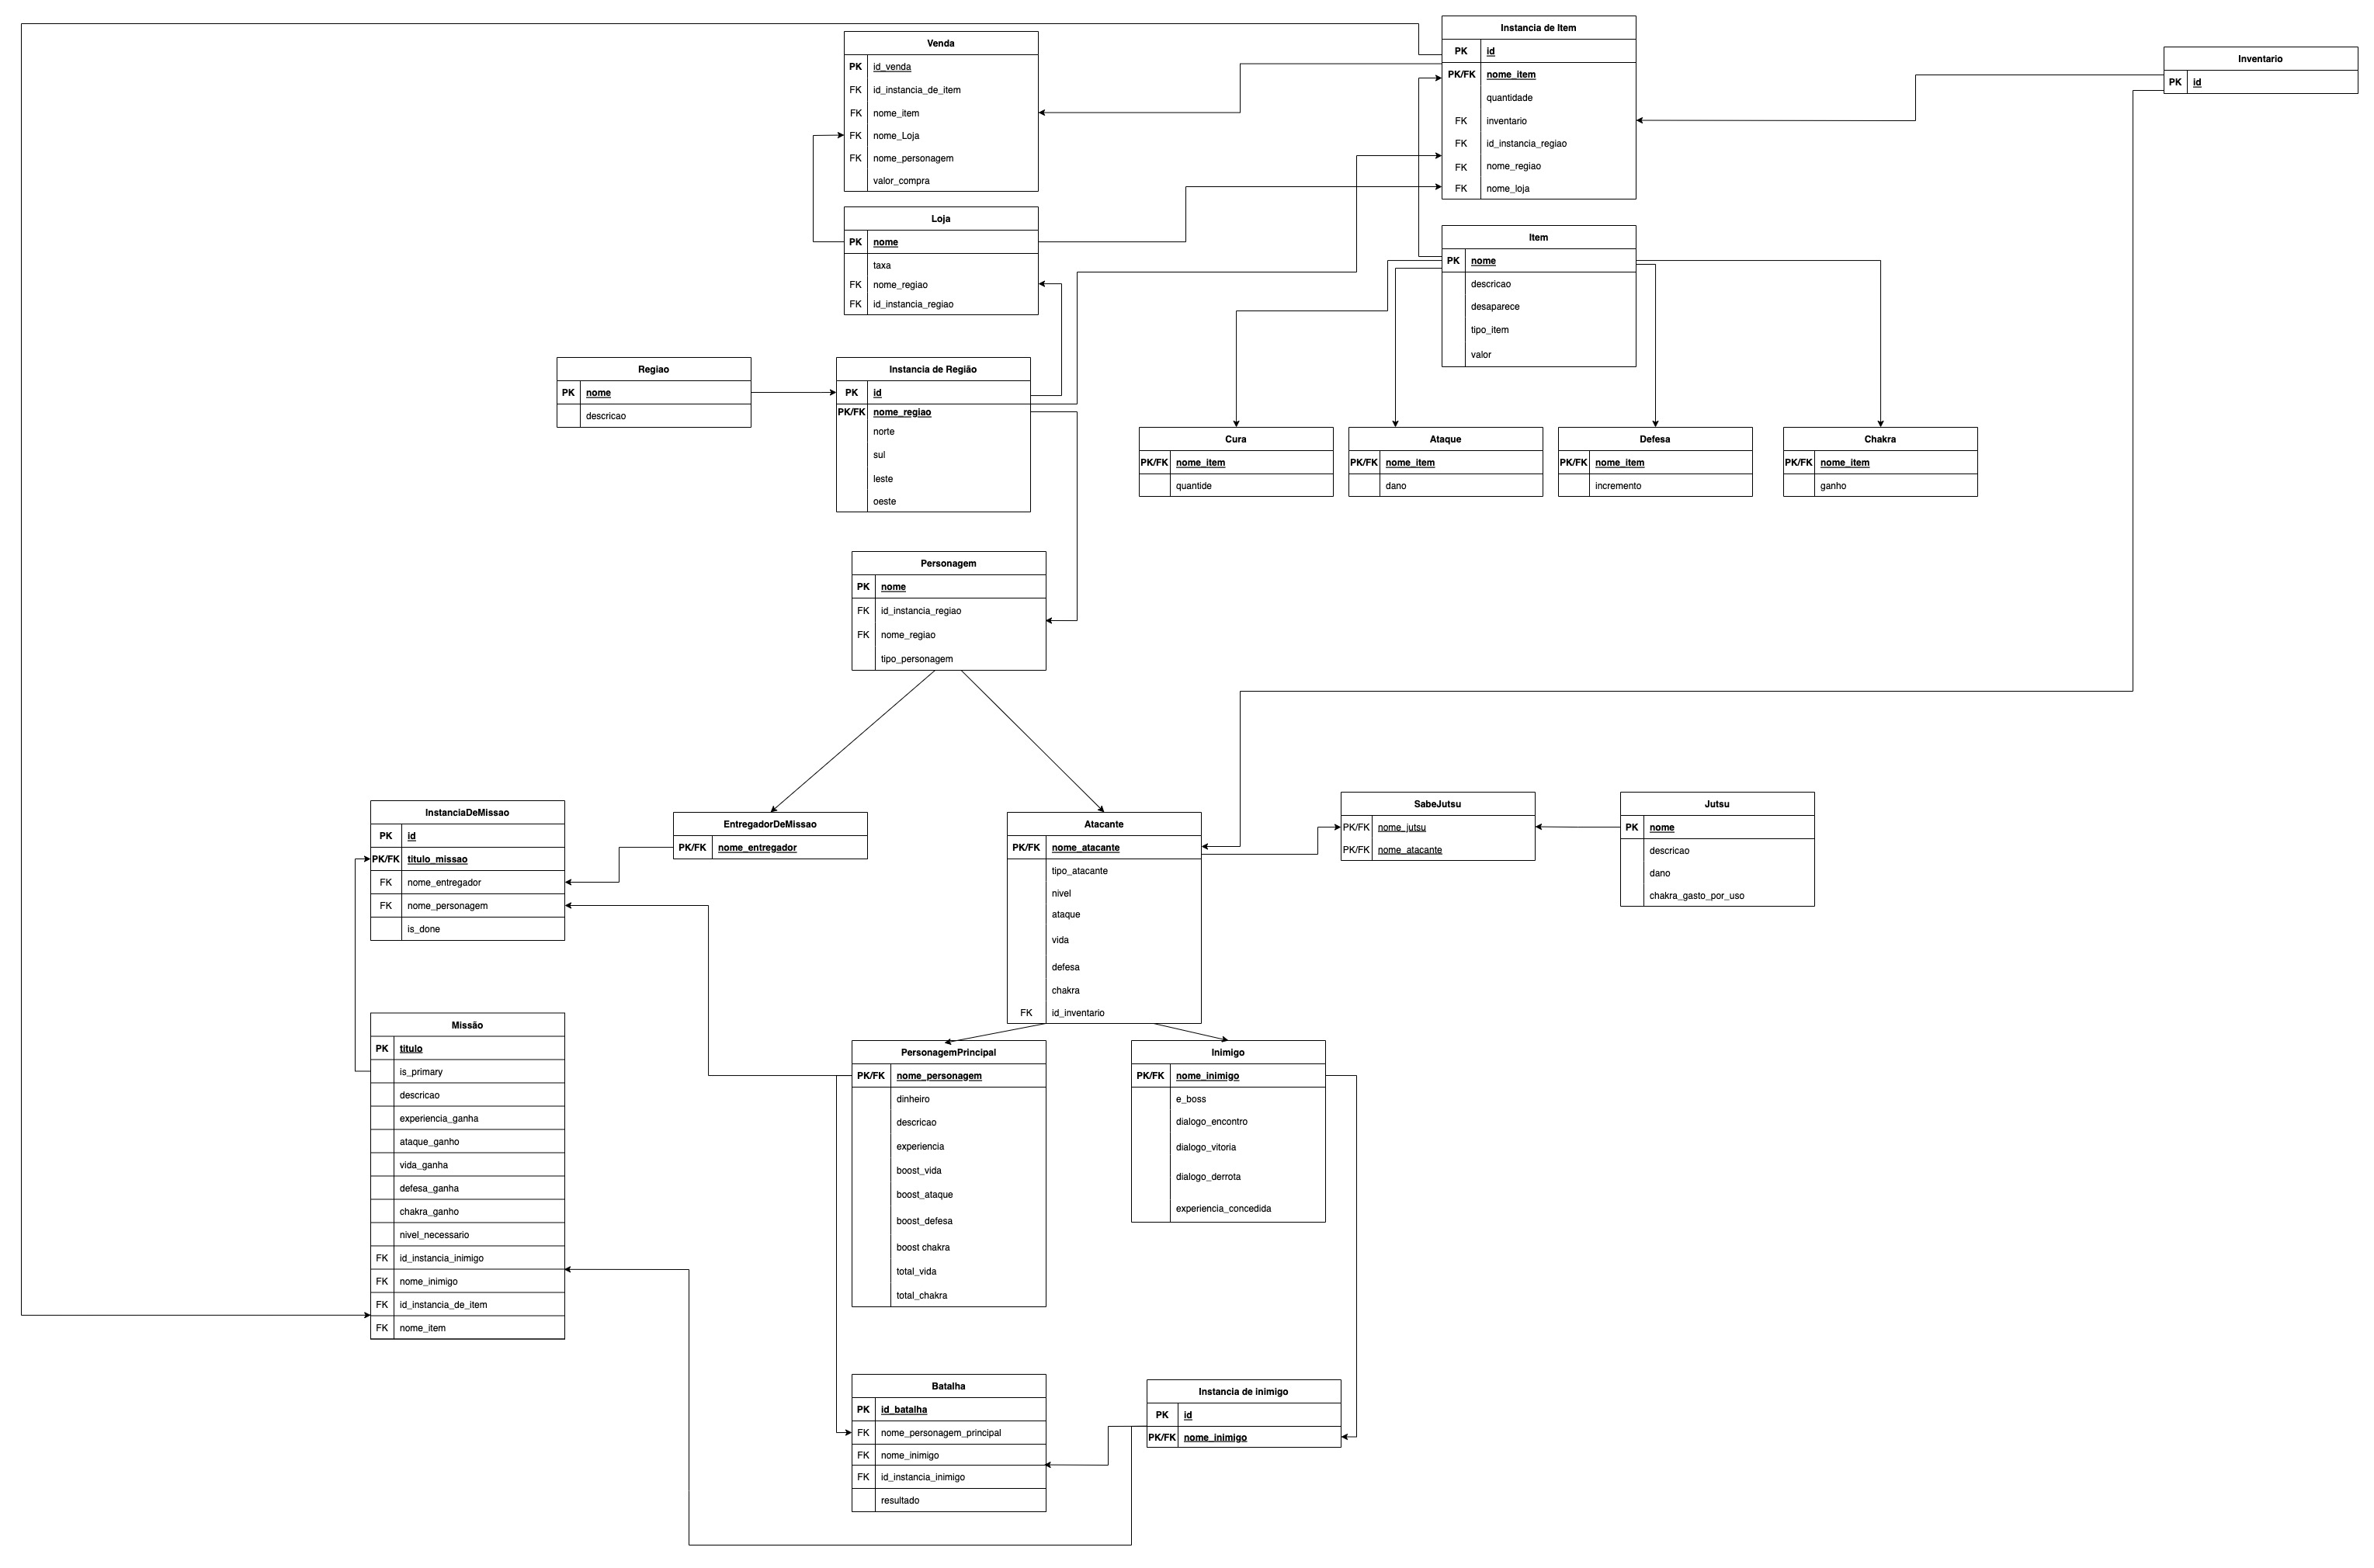 Venda
PK id_venda
FK id_instancia_de_item
FK nome_item
FK nome_Loja
FK nome_personagem
valor_compra
Instancia de Item
PK id
PK/FK nome_item
quantidade
FK inventario
FK id_instancia_regiao
FK nome_regiao
FK nome_loja
Inventario
PK id
Loja
PK nome
taxa
FK nome_regiao
FK id_instancia_regiao
Item
PK nome
descricao
desaparece
tipo_item
valor
Regiao
PK nome
descricao
Instancia de Região
PK id
PK/FK nome_regiao
norte
sul
leste
oeste
Cura
PK/FK nome_item
quantide
Ataque
PK/FK nome_item
dano
Defesa
PK/FK nome_item
incremento
Chakra
PK/FK nome_item
ganho
Personagem
PK nome
FK id_instancia_regiao
FK nome_regiao
tipo_personagem
InstanciaDeMissao
PK id
PK/FK titulo_missao
FK nome_entregador
FK nome_personagem
is_done
EntregadorDeMissao
PK/FK nome_entregador
Atacante
PK/FK nome_atacante
tipo_atacante
nivel
ataque
vida
defesa
chakra
FK id_inventario
SabeJutsu
PK/FK nome_jutsu
PK/FK nome_atacante
Jutsu
PK nome
descricao
dano
chakra_gasto_por_uso
Missão
PK titulo
is_primary
descricao
experiencia_ganha
ataque_ganho
vida_ganha
defesa_ganha
chakra_ganho
nivel_necessario
FK id_instancia_inimigo
FK nome_inimigo
FK id_instancia_de_item
FK nome_item
PersonagemPrincipal
PK/FK nome_personagem
dinheiro
descricao
experiencia
boost_vida
boost_ataque
boost_defesa
boost chakra
total_vida
total_chakra
Inimigo
PK/FK nome_inimigo
e_boss
dialogo_encontro
dialogo_vitoria
dialogo_derrota
experiencia_concedida
Batalha
PK id_batalha
FK nome_personagem_principal
FK nome_inimigo
FK id_instancia_inimigo
resultado
Instancia de inimigo
PK id
PK/FK nome_inimigo